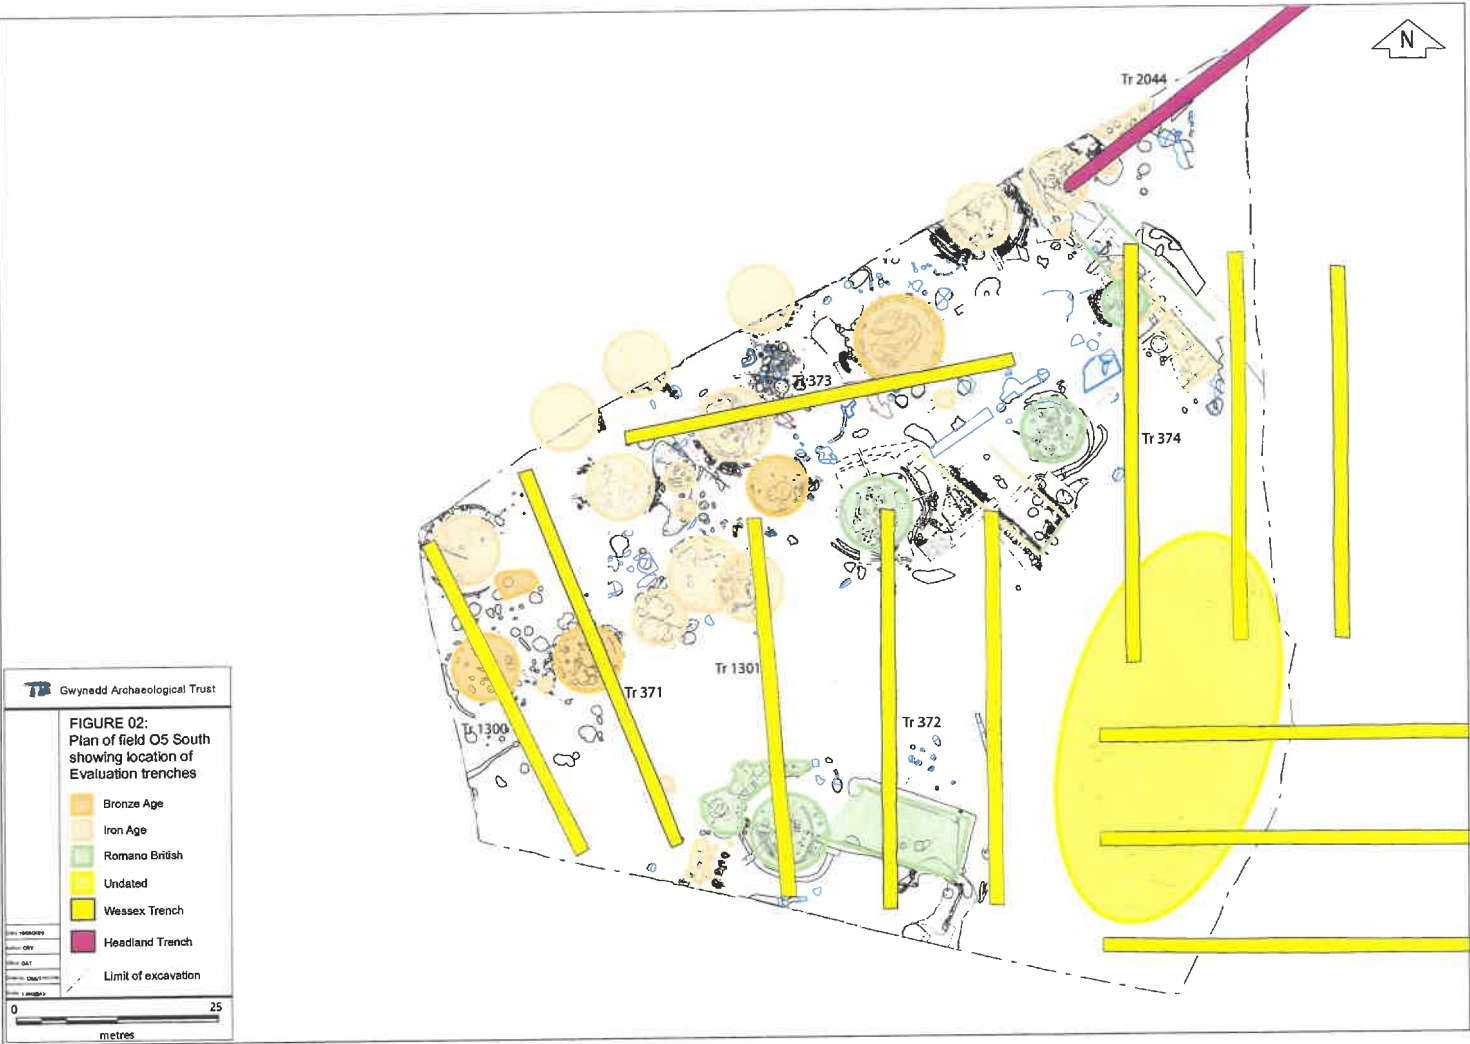 N
Tr 2044
Tr 373
Tr 374
Tr 1301
Tr 371
Tr 372
Tr 1300
Gwynedd Archaeological Trust
FIGURE 02:
Plan of field O5 South
showing location of
Evaluation trenches
Bronze Age
Iron Age
Romano British
Undated
Wessex Trench
Headland Trench
Limit of excavation
0 25
metres